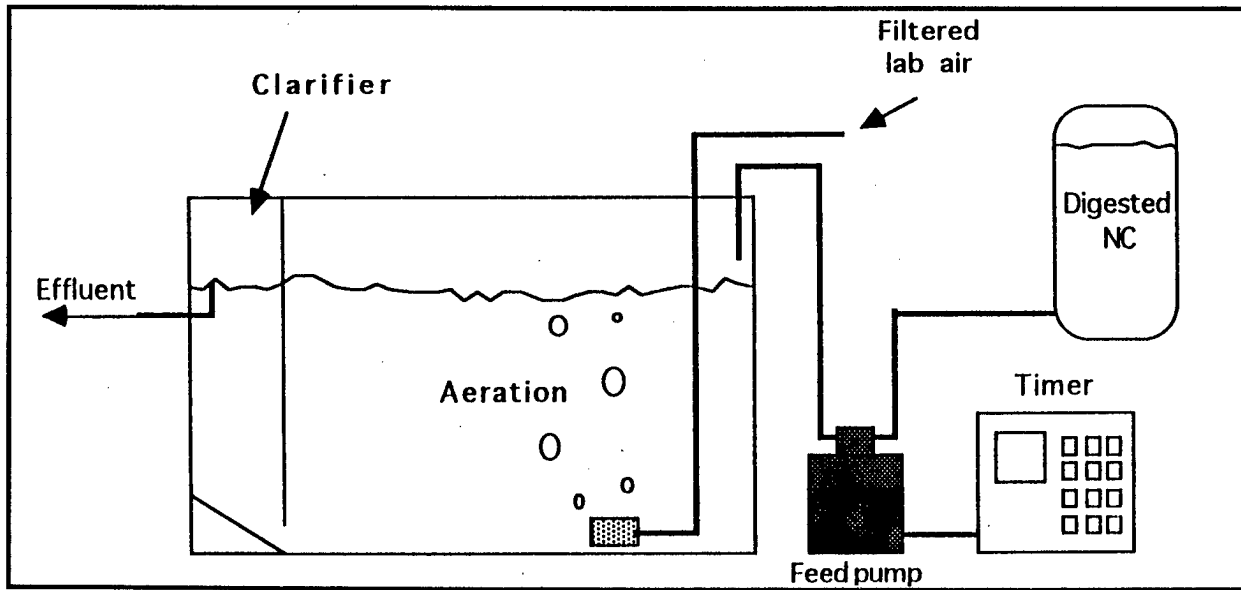 Filtered
lab air
Clarifier
Digested
NC
Effluent
Aeration
Timer
Feed pump